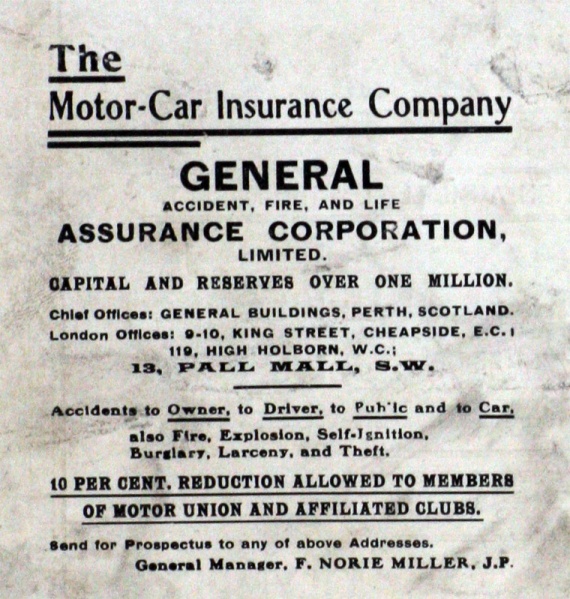 The
Motor-Car Insurance Company
GENERAL
ACCIDENT, FIRE, AND LIFE
ASSURANCE CORPORATION,
LIMITED.
CAPITAL AND RESERVES OVER ONE MILLION.
Chief Offices: GENERAL BUILDINGS, PERTH, SCOTLAND.
London Offices: 9-10, KING STREET, CHEAPSIDE, E.C.;
119, HIGH HOLBORN, W.C.;
13, PALL MALL, S.W.
Accidents to Owner, to Driver, to Public and to Car,
also Fire, Explosion, Self-Ignition,
Burglary, Larceny, and Theft.
10 PER CENT. REDUCTION ALLOWED TO MEMBERS
OF MOTOR UNION AND AFFILIATED CLUBS.
Send for Prospectus to any of above Addresses.
General Manager, F. NORIE MILLER, J.P.